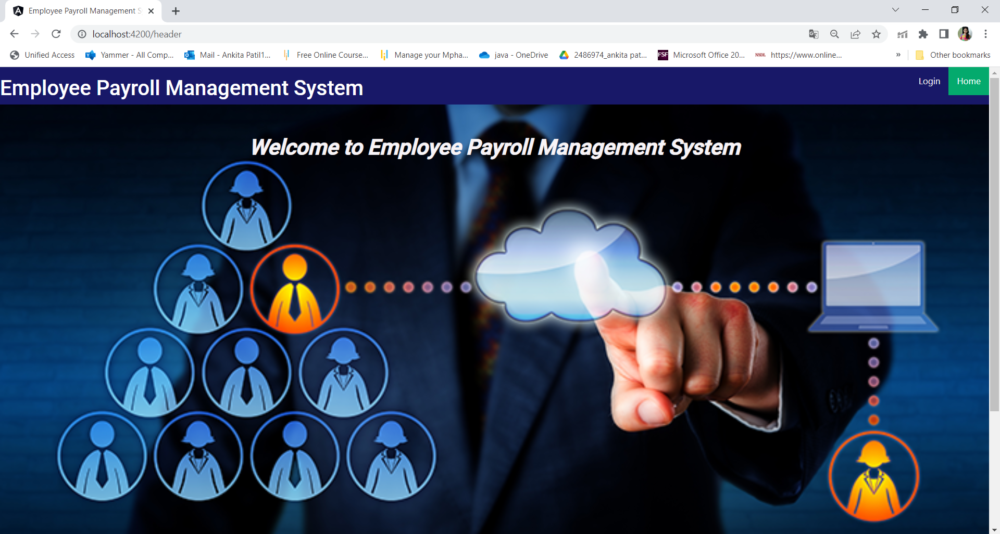 Employee Payroll Management S
localhost:4200/header
Unified Access
Yammer - All Comp...
Mail - Ankita Patil1...
Free Online Course...
Manage your Mpha...
java - OneDrive
2486974_ankita pat...
FSF
Microsoft Office 20...
NSDL
https://www.online...
»
Other bookmarks
Employee Payroll Management System
Login
Home
Welcome to Employee Payroll Management System